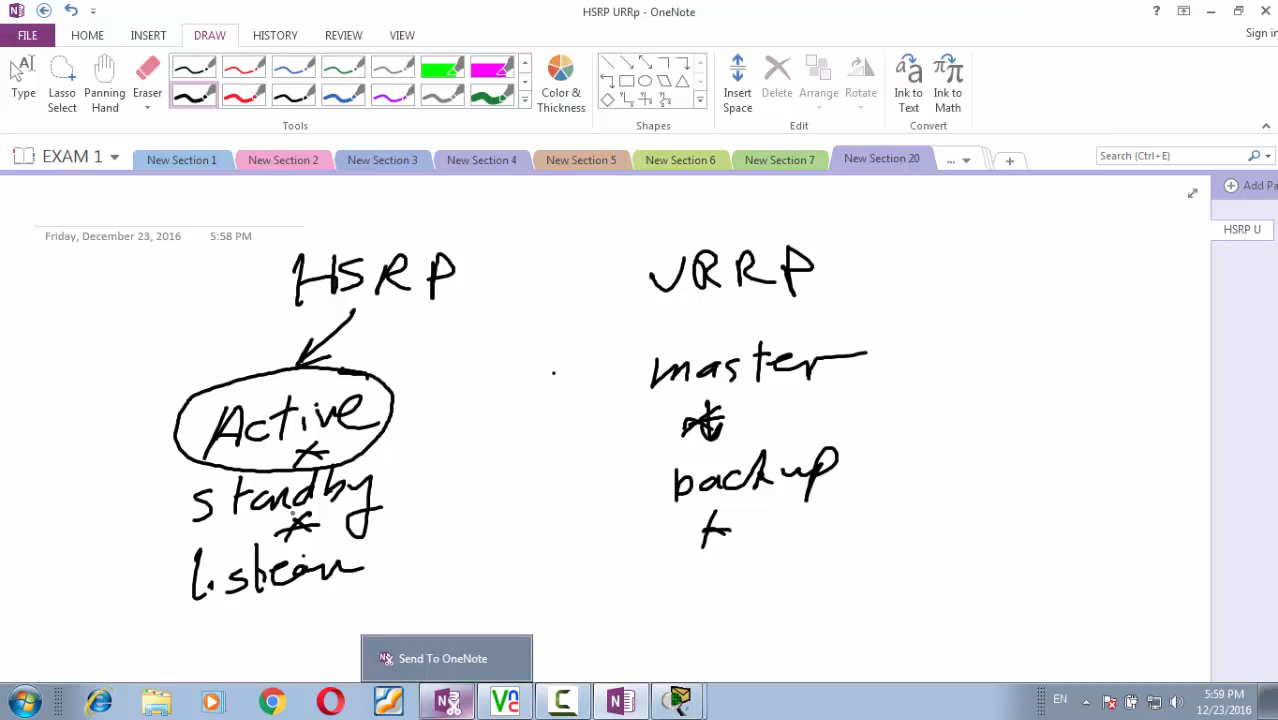 HSRP URRp - OneNote
? 
Sign in
FILE HOME INSERT DRAW HISTORY REVIEW VIEW
Type
Lasso Select
Panning Hand
Eraser
Color & Thickness
Insert Space
Delete
Arrange
Rotate
Ink to Text
Ink to Math
Tools
Shapes
Edit
Convert
EXAM 1
New Section 1 New Section 2 New Section 3 New Section 4 New Section 5 New Section 6 New Section 7 New Section 20 ... +
Search (Ctrl+E)
Add Pa
HSRP U
Friday, December 23, 2016 5:58 PM
HSRP
VRRP
Active
standby
master
backup
Send To OneNote
EN
5:59 PM
12/23/2016